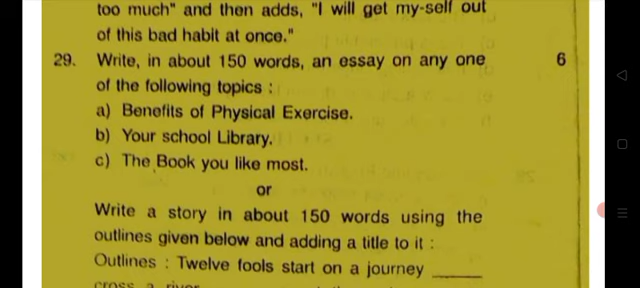 too much" and then adds, "I will get my-self out
of this bad habit at once."
29. Write, in about 150 words, an essay on any one 6
of the following topics :
a) Benefits of Physical Exercise.
b) Your school Library.
c) The Book you like most.
or
Write a story in about 150 words using the
outlines given below and adding a title to it :
Outlines : Twelve fools start on a journey ______
cross a river